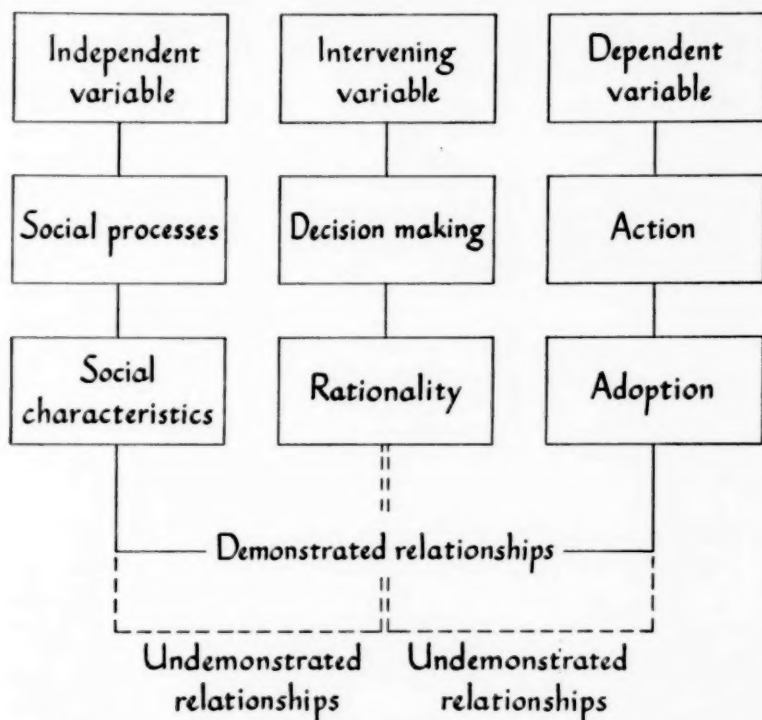 Independent
variable
Intervening
variable
Dependent
variable
Social processes
Decision making
Action
Social
characteristics
Rationality
Adoption
Demonstrated relationships
Undemonstrated
relationships
Undemonstrated
relationships